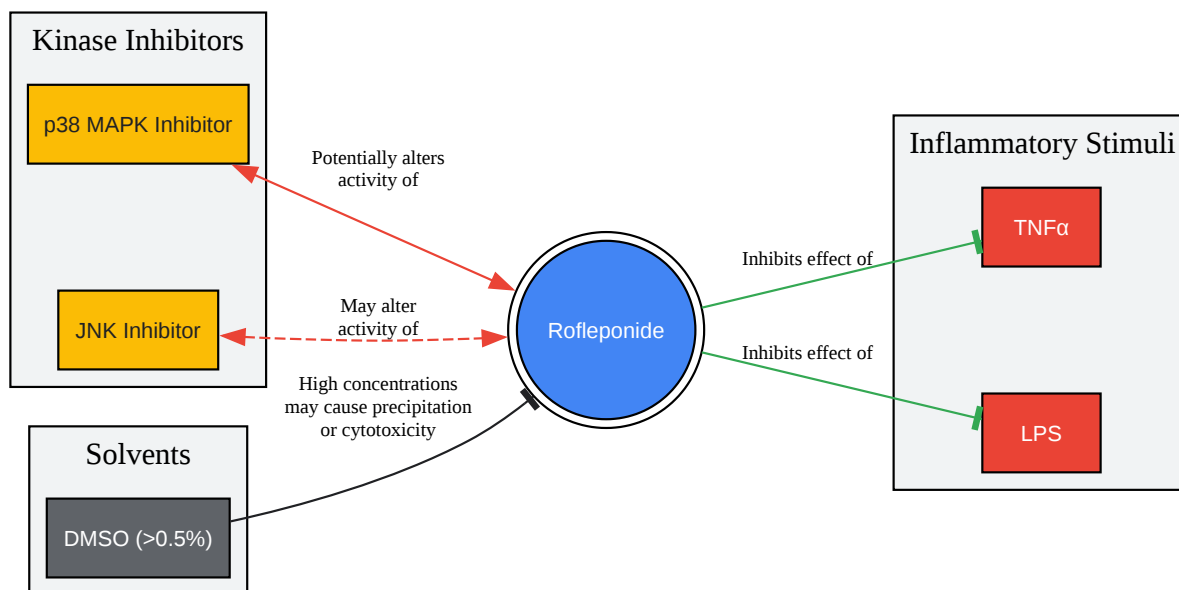 Kinase Inhibitors
p38 MAPK Inhibitor
Potentially alters
activity of
JNK Inhibitor
May alter
activity of
High concentrations
may cause precipitation
or cytotoxicity
Solvents
DMSO (>0.5%)
Rofleponide
Inhibits effect of
Inhibits effect of
Inflammatory Stimuli
TNFα
LPS